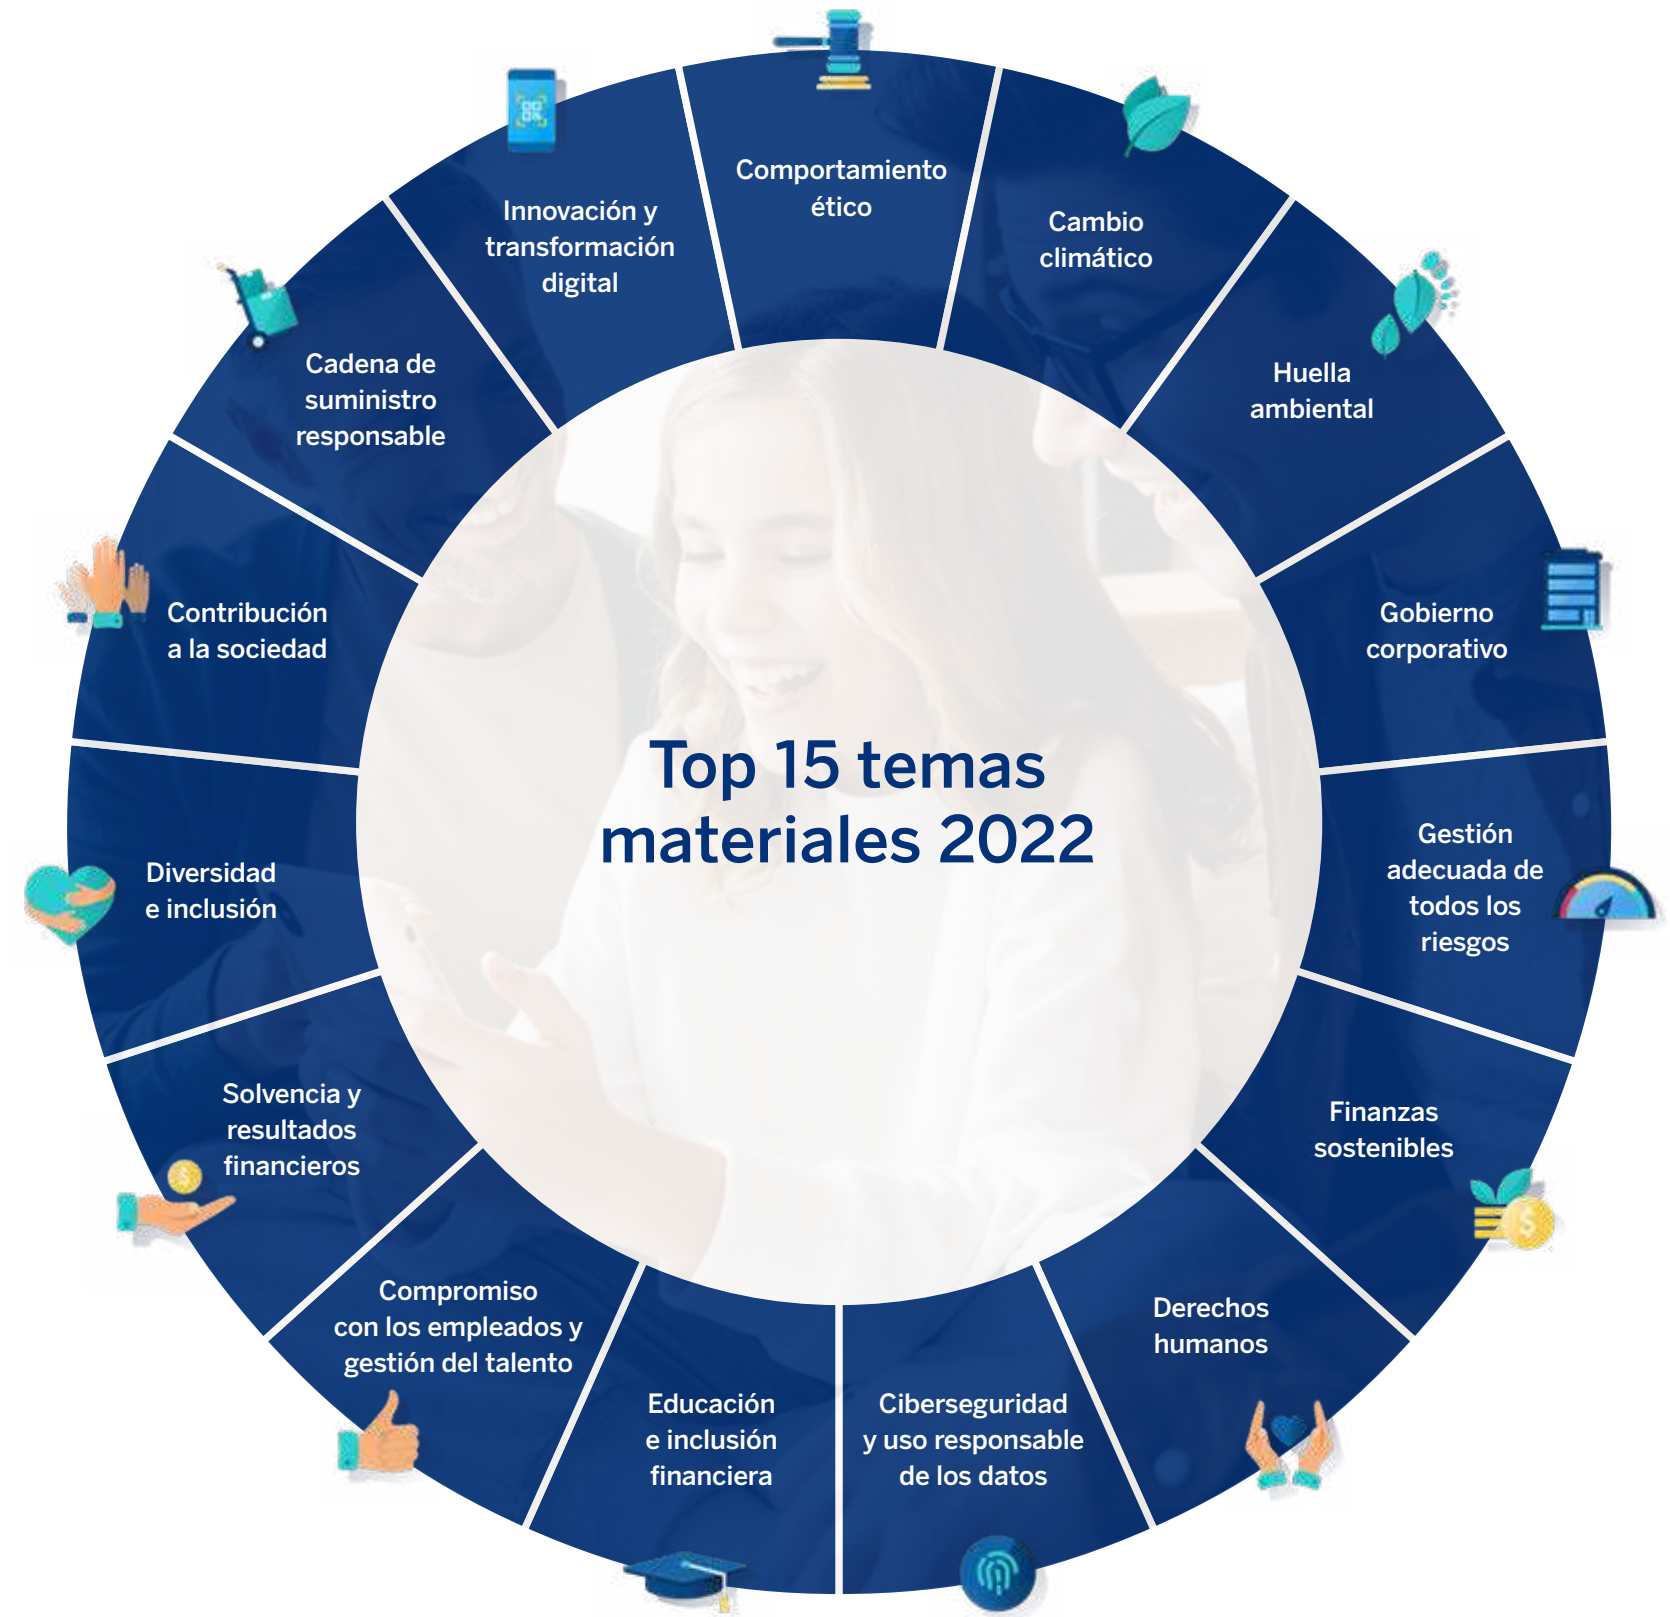 Comportamiento
ético
Cambio
climático
Huella
ambiental
Gobierno
corporativo
Gestión
adecuada de
todos los
riesgos
Finanzas
sostenibles
Derechos
humanos
Ciberseguridad
y uso responsable
de los datos
Educación
e inclusión
financiera
Compromiso
con los empleados y
gestión del talento
Solvencia y
resultados
financieros
Diversidad
e inclusión
Contribución
a la sociedad
Cadena de
suministro
responsable
Innovación y
transformación
digital
Top 15 temas
materiales 2022